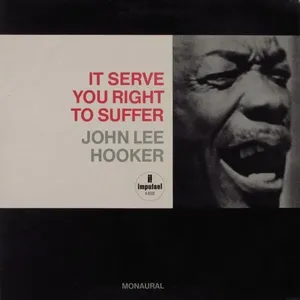 IT SERVE
YOU RIGHT
TO SUFFER
JOHN LEE
HOOKER
impulse!
MONAURAL